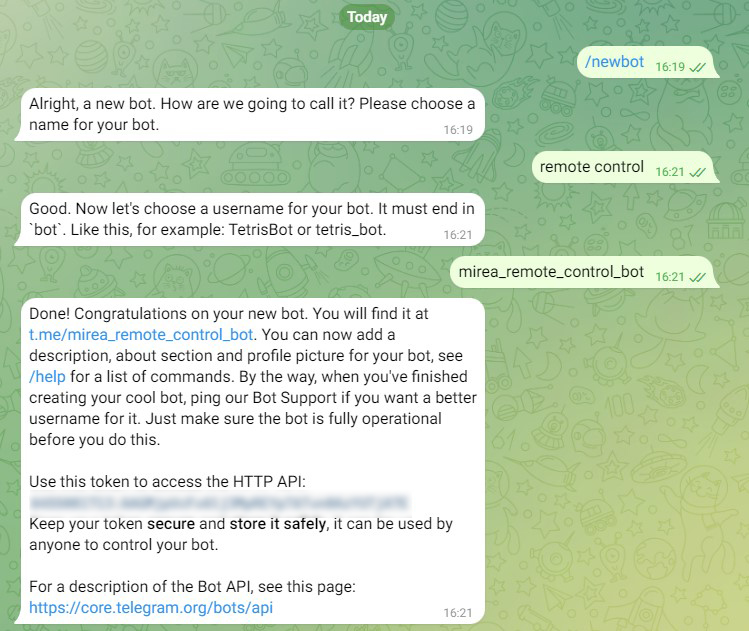 Today
/newbot 16:19
Alright, a new bot. How are we going to call it? Please choose a
name for your bot. 16:19
remote control 16:21
Good. Now let's choose a username for your bot. It must end in
`bot`. Like this, for example: TetrisBot or tetris_bot. 16:21
mirea_remote_control_bot 16:21
Done! Congratulations on your new bot. You will find it at
t.me/mirea_remote_control_bot. You can now add a
description, about section and profile picture for your bot, see
/help for a list of commands. By the way, when you've finished
creating your cool bot, ping our Bot Support if you want a better
username for it. Just make sure the bot is fully operational
before you do this.
Use this token to access the HTTP API:
Keep your token secure and store it safely, it can be used by
anyone to control your bot.
For a description of the Bot API, see this page:
https://core.telegram.org/bots/api 16:21